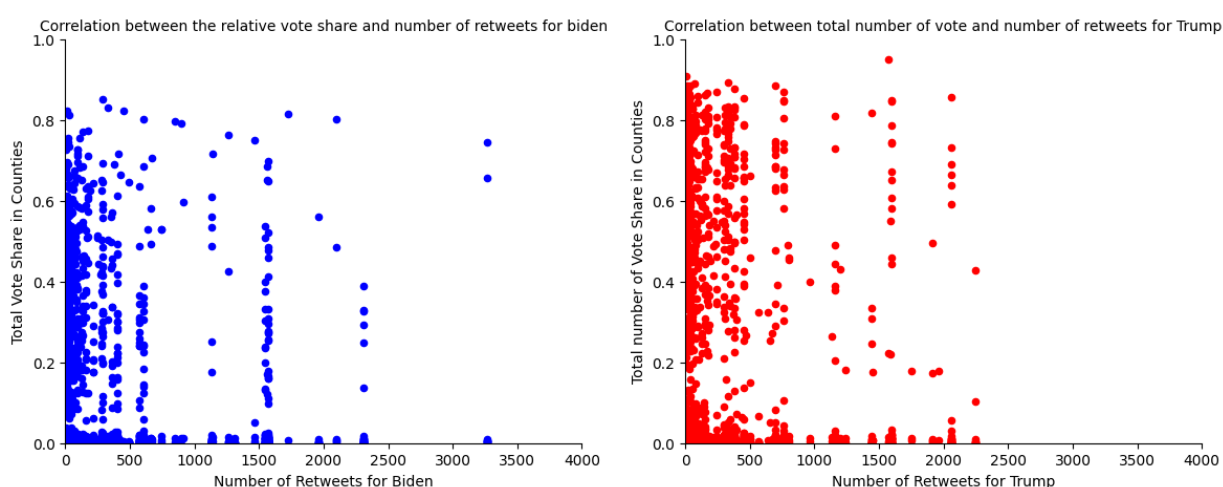 Correlation between the relative vote share and number of retweets for biden
1.0
0.8
0.6
0.4
0.2
0.0
Total Vote Share in Counties
0 500 1000 1500 2000 2500 3000 3500 4000
Number of Retweets for Biden
Correlation between total number of vote and number of retweets for Trump
1.0
0.8
0.6
0.4
0.2
0.0
Total number of Vote Share in Counties
0 500 1000 1500 2000 2500 3000 3500 4000
Number of Retweets for Trump